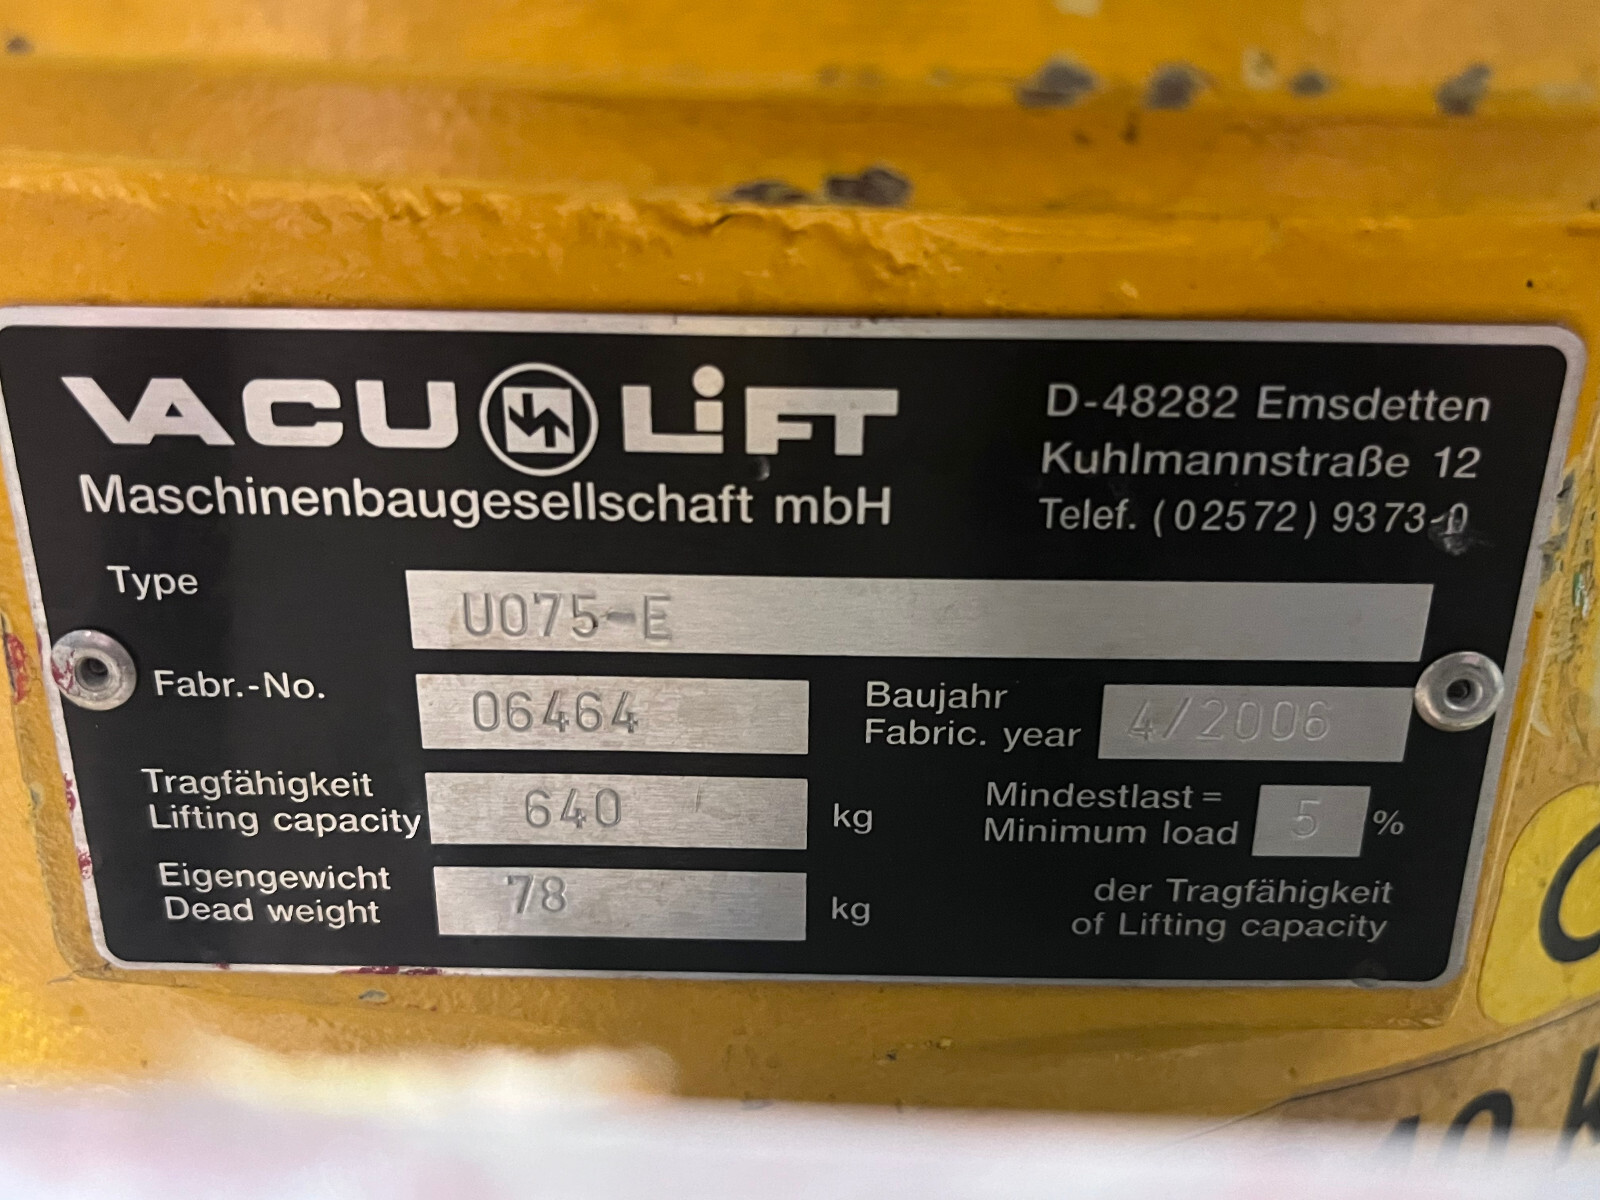 VACU LiFT
Maschinenbaugesellschaft mbH
D-48282 Emsdetten
Kuhlmannstraße 12
Telef. (02572) 9373-0
Type U075-E
Fabr.-No. 06464
Baujahr
Fabric. year 4/2006
Tragfähigkeit
Lifting capacity 640 kg
Mindestlast =
Minimum load 5 %
der Tragfähigkeit
of Lifting capacity
Eigengewicht
Dead weight 78 kg